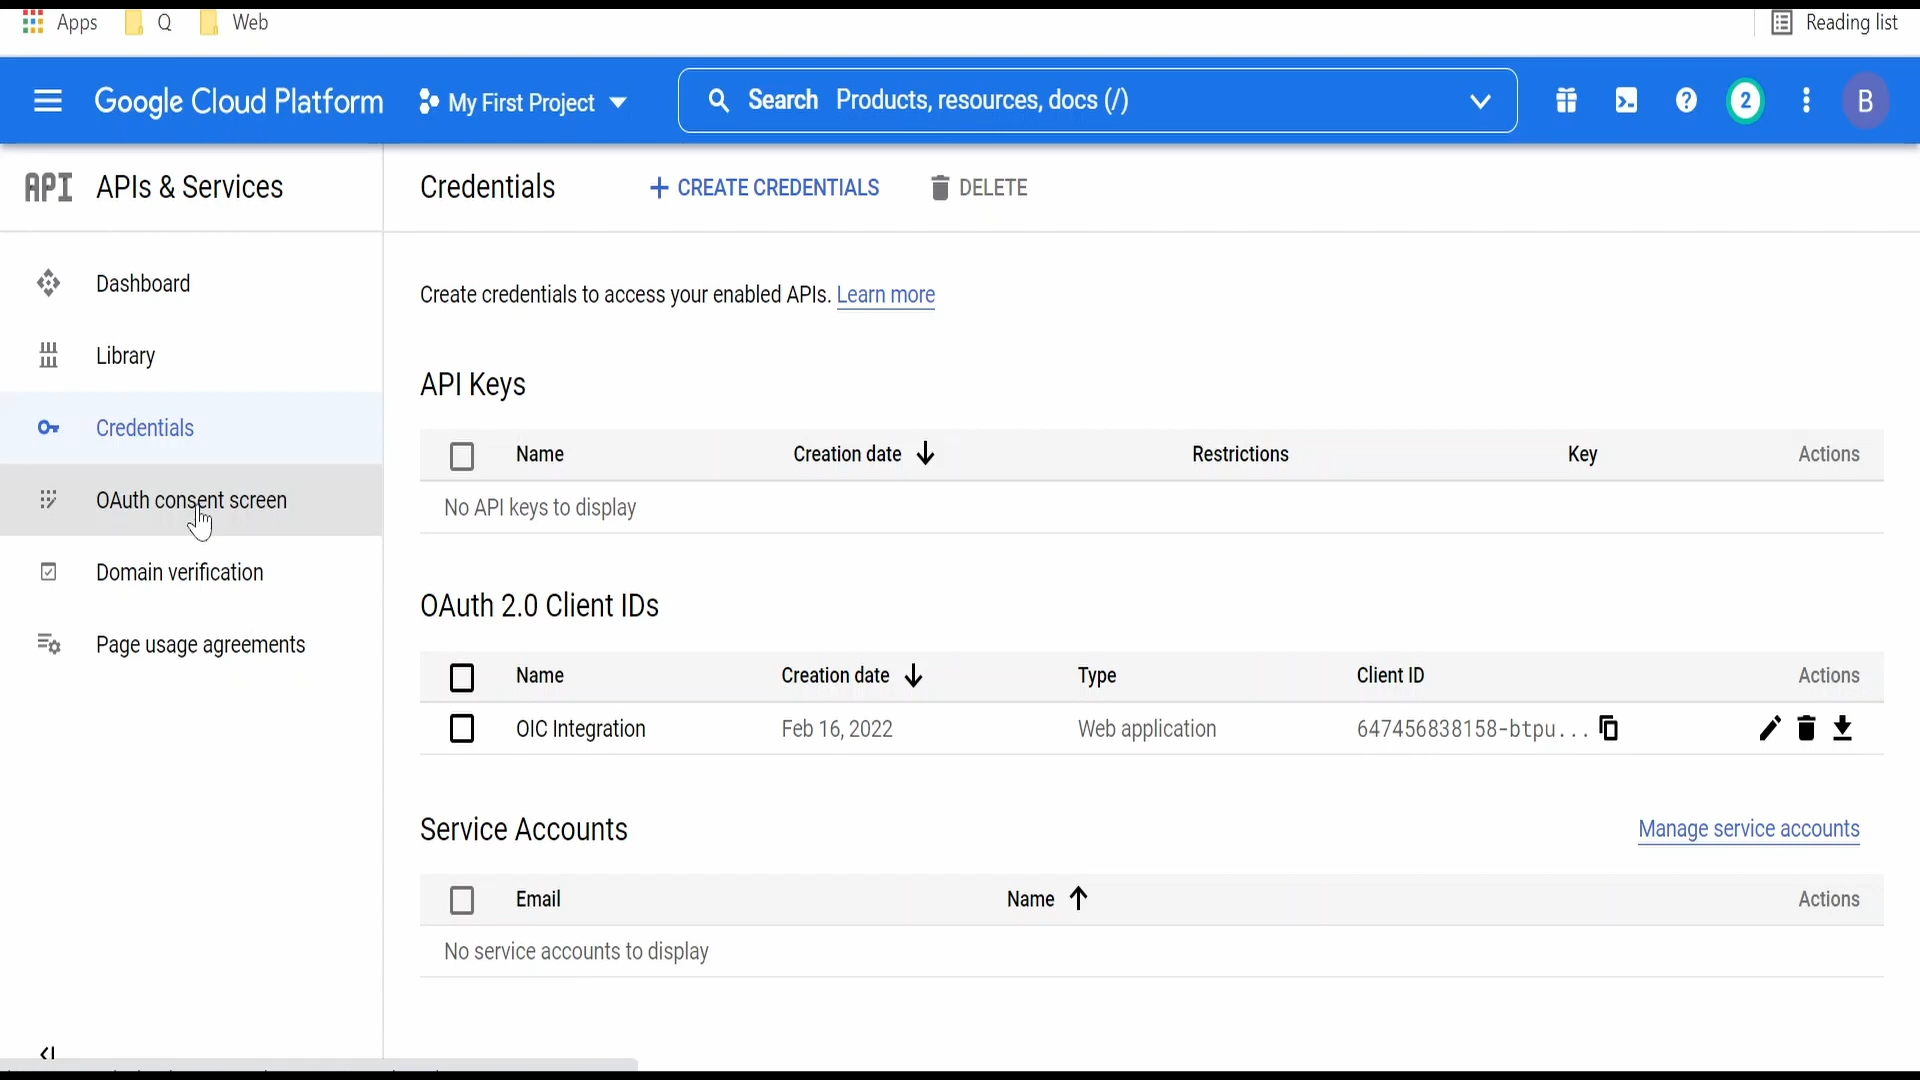 Apps Q Web Reading list
Google Cloud Platform My First Project Search Products, resources, docs (/) 2 B
API APIs & Services Credentials + CREATE CREDENTIALS DELETE
Dashboard
Create credentials to access your enabled APIs. Learn more
Library
API Keys
Credentials
Name Creation date Restrictions Key Actions
OAuth consent screen
No API keys to display
Domain verification
OAuth 2.0 Client IDs
Page usage agreements
Name Creation date Type Client ID Actions
OIC Integration Feb 16, 2022 Web application 647456838158-btpu...
Service Accounts Manage service accounts
Email Name Actions
No service accounts to display